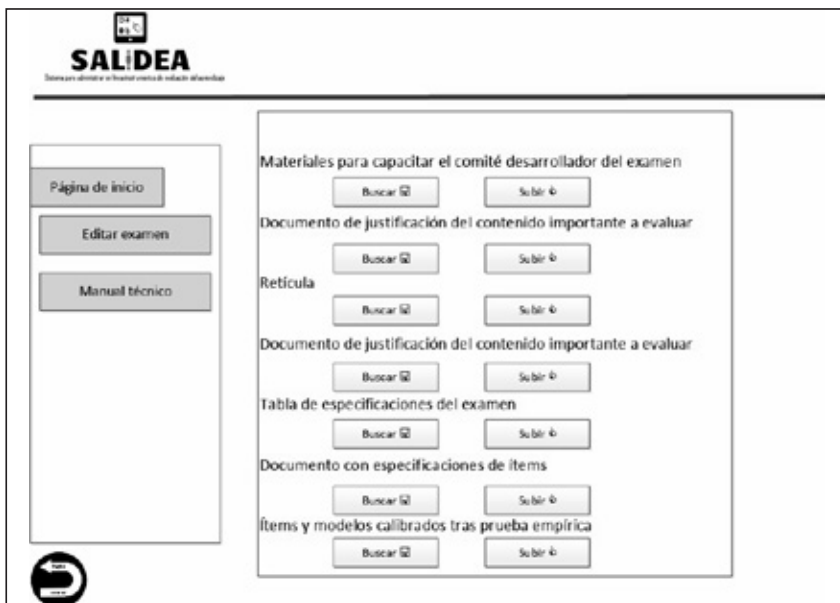 SALIDEA
Página de inicio
Editar examen
Manual técnico
Materiales para capacitar el comité desarrollador del examen
Buscar Subir
Documento de justificación del contenido importante a evaluar
Buscar Subir
Retícula
Buscar Subir
Documento de justificación del contenido importante a evaluar
Buscar Subir
Tabla de especificaciones del examen
Buscar Subir
Documento con especificaciones de ítems
Buscar Subir
Ítems y modelos calibrados tras prueba empírica
Buscar Subir